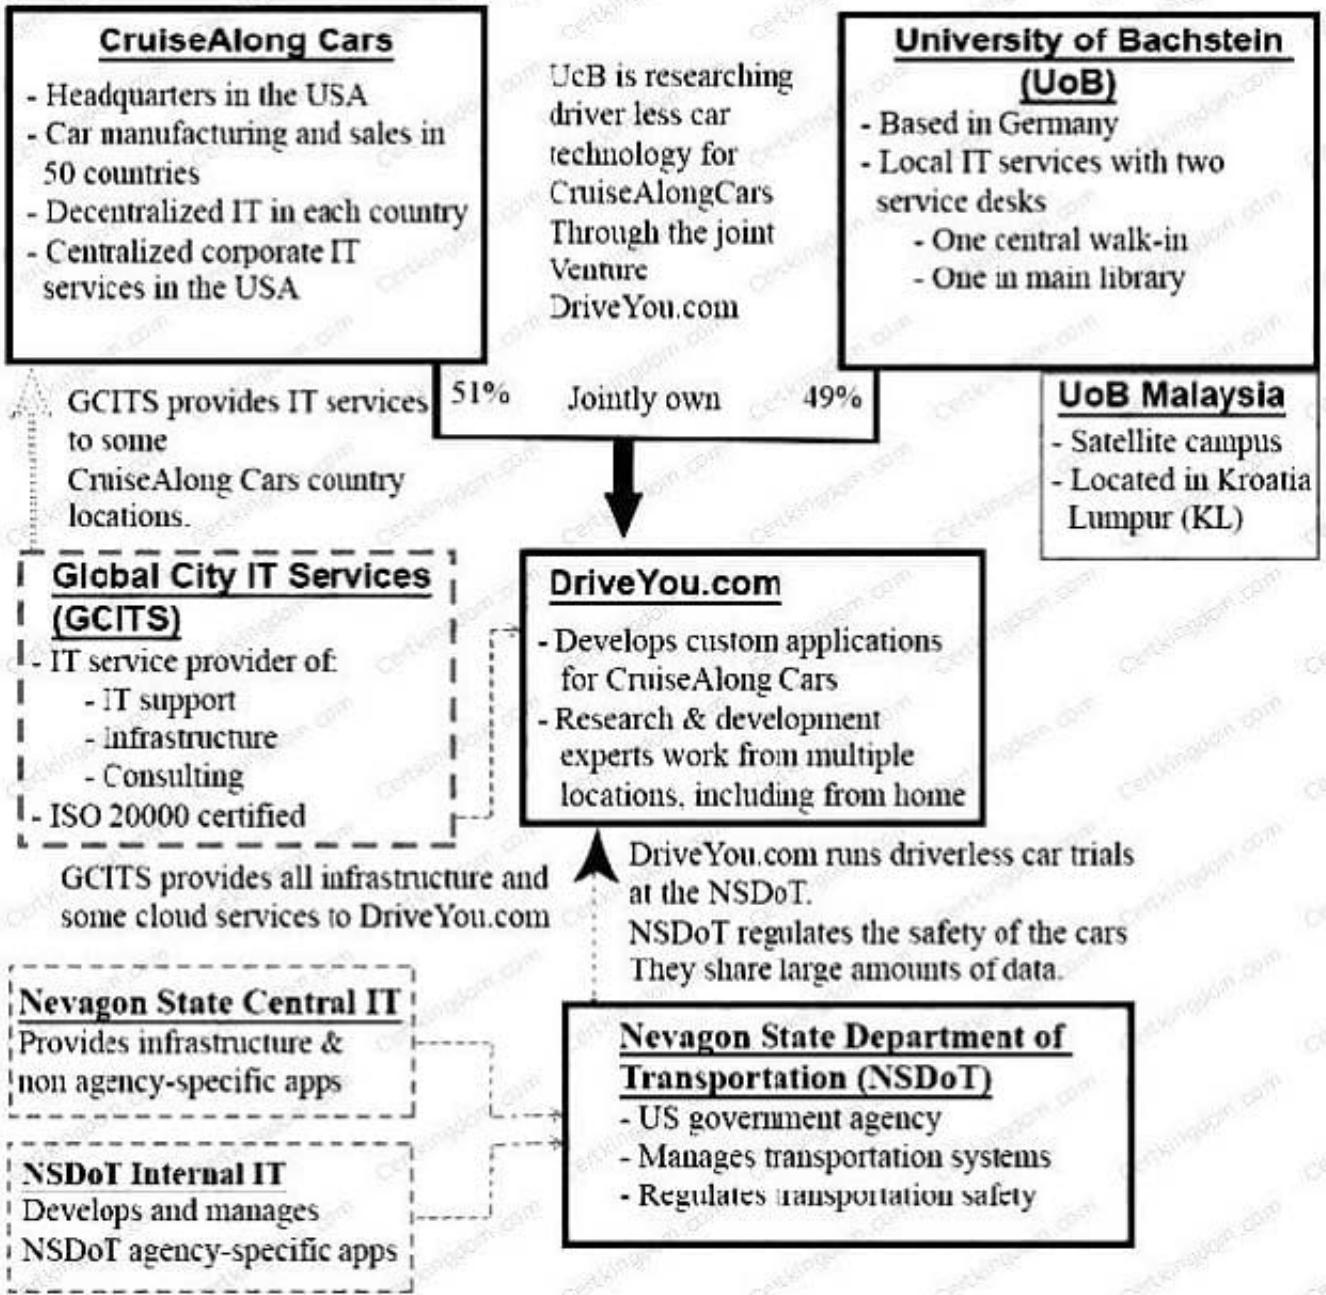 CruiseAlong Cars
- Headquarters in the USA
- Car manufacturing and sales in
50 countries
- Decentralized IT in each country
- Centralized corporate IT
services in the USA
UcB is researching
driver less car
technology for
CruiseAlongCars
Through the joint
Venture
DriveYou.com
University of Bachstein
(UoB)
- Based in Germany
- Local IT services with two
service desks
- One central walk-in
- One in main library
51% Jointly own 49%
UoB Malaysia
- Satellite campus
- Located in Kroatia
Lumpur (KL)
GCITS provides IT services
to some
CruiseAlong Cars country
locations.
Global City IT Services
(GCITS)
- IT service provider of:
- IT support
- Infrastructure
- Consulting
- ISO 20000 certified
DriveYou.com
- Develops custom applications
for CruiseAlong Cars
- Research & development
experts work from multiple
locations, including from home
GCITS provides all infrastructure and
some cloud services to DriveYou.com
DriveYou.com runs driverless car trials
at the NSDoT.
NSDoT regulates the safety of the cars
They share large amounts of data.
Nevagon State Central IT
Provides infrastructure &
non agency-specific apps
NSDoT Internal IT
Develops and manages
NSDoT agency-specific apps
Nevagon State Department of
Transportation (NSDoT)
- US government agency
- Manages transportation systems
- Regulates transportation safety
Certkingdom.com